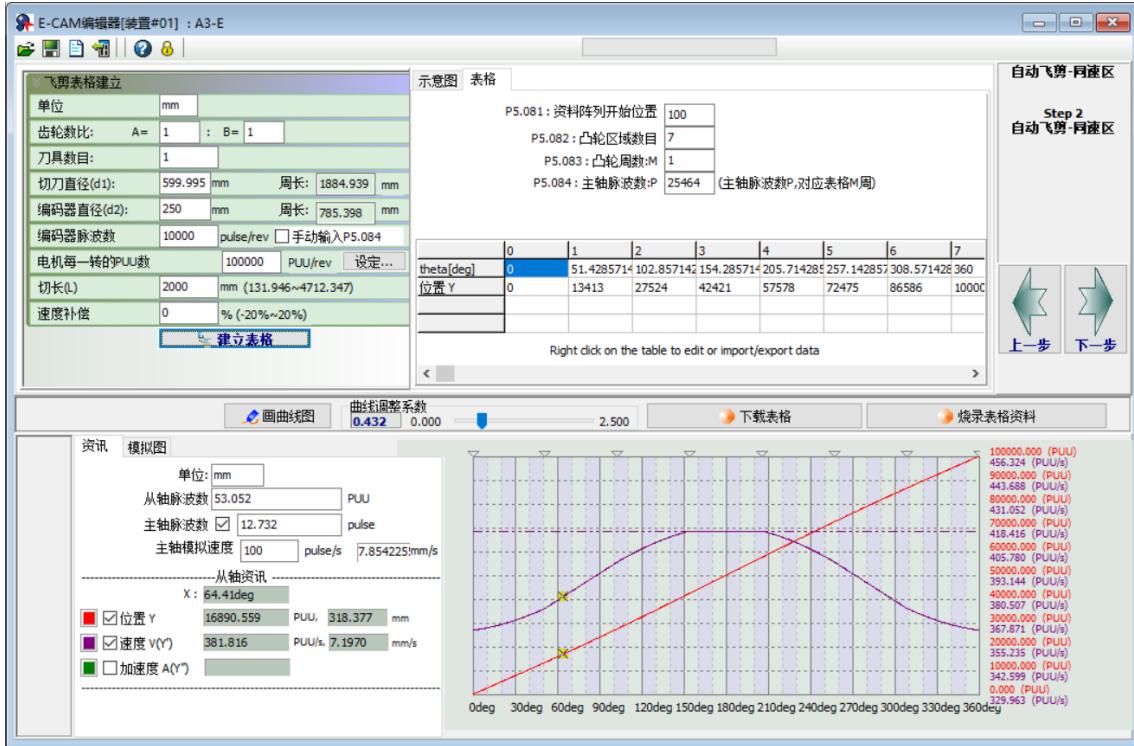 E-CAM编辑器[装置#01] : A3-E
飞剪表格建立
单位 mm
齿轮数比: A= 1 : B= 1
刀具数目: 1
切刀直径(d1): 599.995 mm 周长: 1884.939 mm
编码器直径(d2): 250 mm 周长: 785.398 mm
编码器脉波数 10000 pulse/rev 手动输入P5.084
电机每一转的PUU数 100000 PUU/rev 设定...
切长(L) 2000 mm (131.946~4712.347)
速度补偿 0 % (-20%~20%)
建立表格
示意图 表格
P5.081 : 资料阵列开始位置 100
P5.082 : 凸轮区域数目 7
P5.083 : 凸轮周数:M 1
P5.084 : 主轴脉波数:P 25464 (主轴脉波数P,对应表格M周)
0 1 2 3 4 5 6 7
theta[deg] 0 51.4285714 102.857142 154.285714 205.714285 257.142857 308.571428 360
位置 Y 0 13413 27524 42421 57578 72475 86586 10000
Right click on the table to edit or import/export data
自动飞剪-同速区
Step 2
自动飞剪-同速区
上一步 下一步
画曲线图 曲线调整系数 0.432 0.000 2.500 下载表格 烧录表格资料
资讯 模拟图
单位: mm
从轴脉波数 53.052 PUU
主轴脉波数 12.732 pulse
主轴模拟速度 100 pulse/s 7.854225 mm/s
从轴资讯
X : 64.41deg
位置 Y 16890.559 PUU, 318.377 mm
速度 V(Y') 381.816 PUU/s, 7.1970 mm/s
加速度 A(Y")
100000.000 (PUU)
456.324 (PUU/s)
90000.000 (PUU)
443.688 (PUU/s)
80000.000 (PUU)
431.052 (PUU/s)
70000.000 (PUU)
418.416 (PUU/s)
60000.000 (PUU)
405.780 (PUU/s)
50000.000 (PUU)
393.144 (PUU/s)
40000.000 (PUU)
380.507 (PUU/s)
30000.000 (PUU)
367.871 (PUU/s)
20000.000 (PUU)
355.235 (PUU/s)
10000.000 (PUU)
342.599 (PUU/s)
0.000 (PUU)
329.963 (PUU/s)
0deg 30deg 60deg 90deg 120deg 150deg 180deg 210deg 240deg 270deg 300deg 330deg 360deg